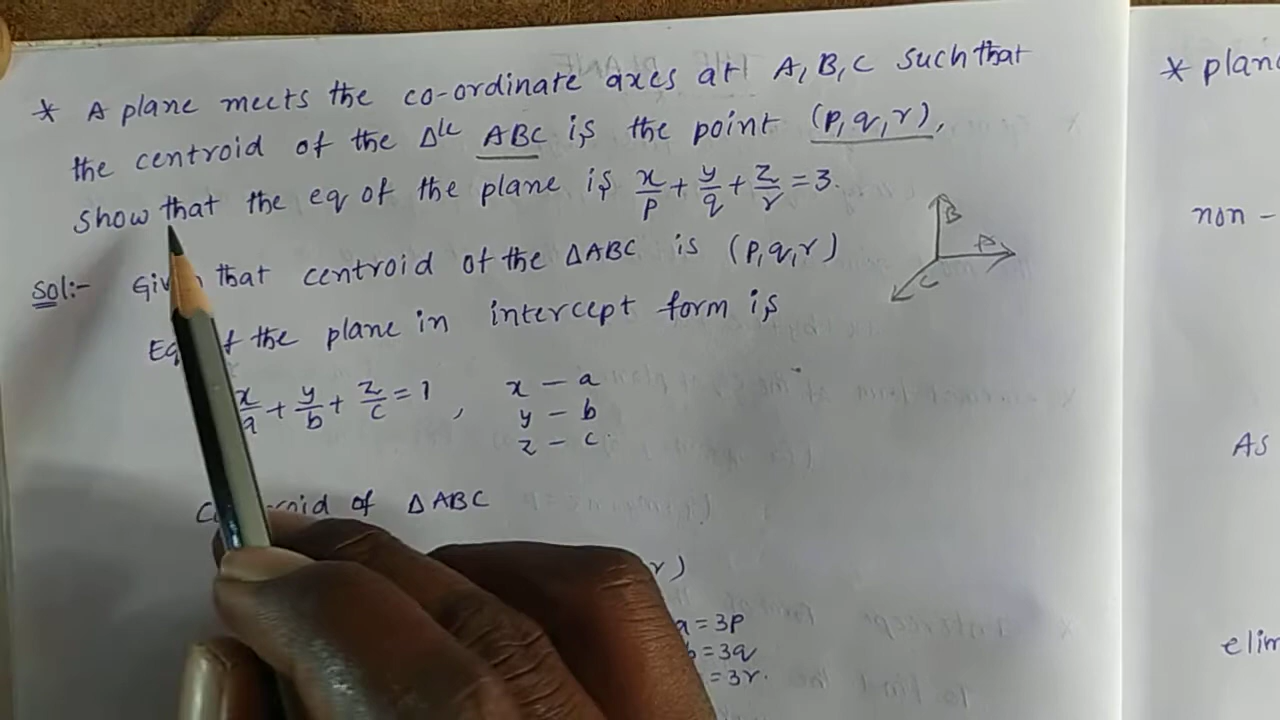 * A plane meets the co-ordinate axes at A, B, C such that
the centroid of the Δle ABC is the point (p, q, r),
show that the eq of the plane is x/p + y/q + z/r = 3.
B
A
C
Sol:- that centroid of the ΔABC is (p, q, r)
the plane in intercept form is
x/a + y/b + z/c = 1, x - a
y - b
z - c.
of ΔABC
r)
a = 3p
= 3q
= 3r.
* plan
non -
As
elim